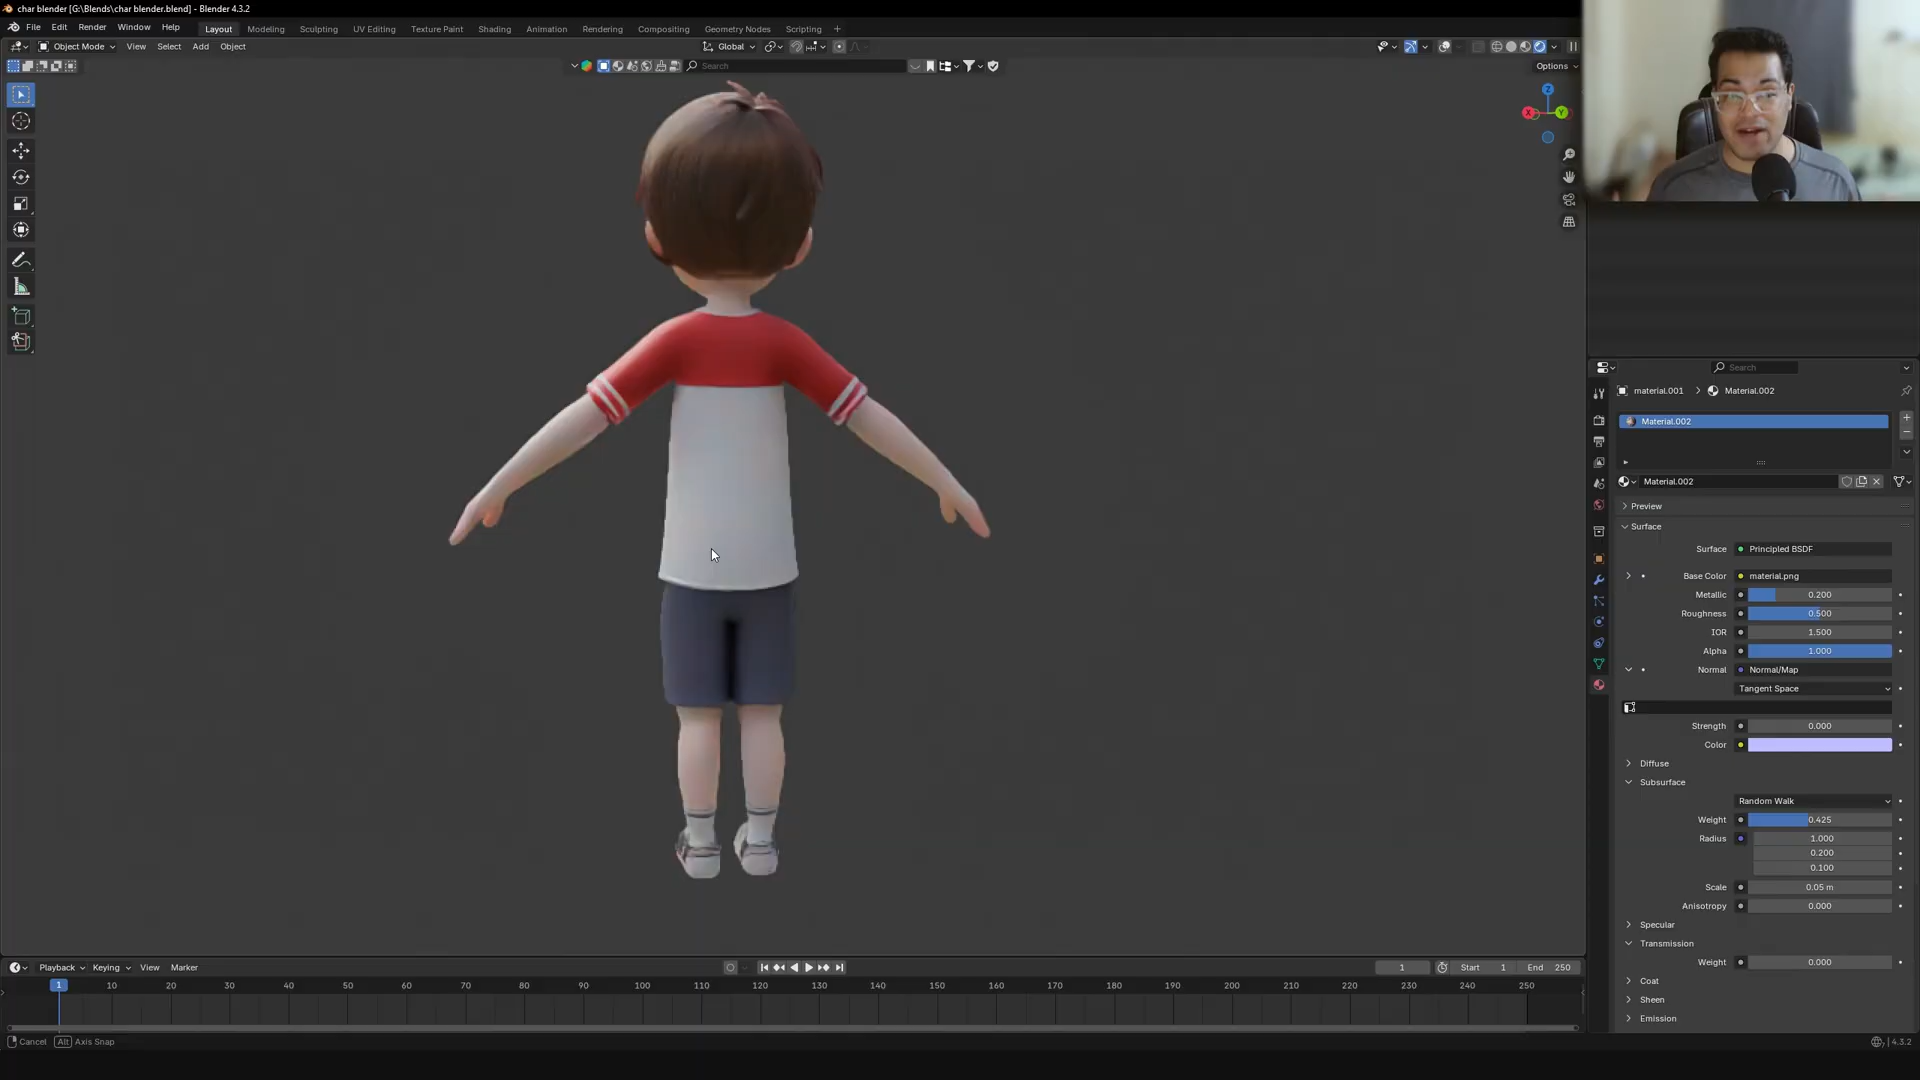 char blender [G:\Blends\char blender.blend] - Blender 4.3.2
File Edit Render Window Help
Layout Modeling Sculpting UV Editing Texture Paint Shading Animation Rendering Compositing Geometry Nodes Scripting +
Object Mode View Select Add Object
Global
Search
Options
Z
X
Y
Search
material.001 > Material.002
Material.002
Material.002
Preview
Surface
Surface Principled BSDF
Base Color material.png
Metallic 0.200
Roughness 0.500
IOR 1.500
Alpha 1.000
Normal Normal/Map
Tangent Space
Strength 0.000
Color
Diffuse
Subsurface
Random Walk
Weight 0.425
Radius 1.000
0.200
0.100
Scale 0.05 m
Anisotropy 0.000
Specular
Transmission
Weight 0.000
Coat
Sheen
Emission
Playback Keying View Marker
1 Start 1 End 250
1 10 20 30 40 50 60 70 80 90 100 110 120 130 140 150 160 170 180 190 200 210 220 230 240 250
Cancel Alt Axis Snap
4.3.2